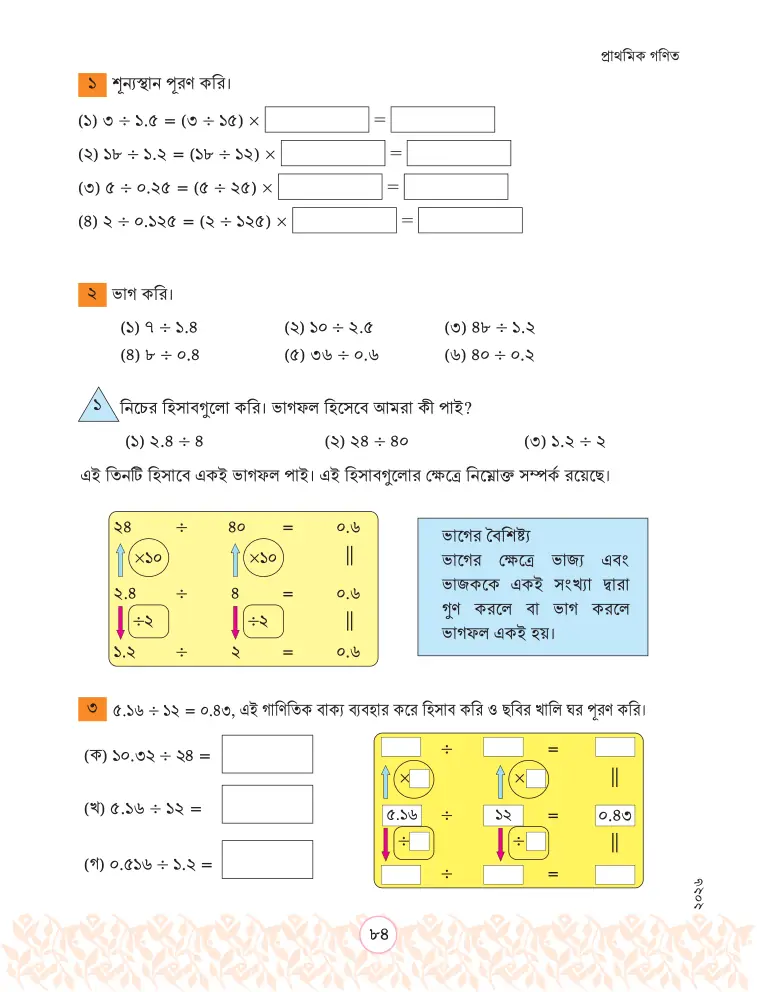 প্রাথমিক গণিত
১ শূন্যস্থান পূরণ করি।
(১) ৩ ÷ ১.৫ = (৩ ÷ ১৫) × =
(২) ১৮ ÷ ১.২ = (১৮ ÷ ১২) × =
(৩) ৫ ÷ ০.২৫ = (৫ ÷ ২৫) × =
(৪) ২ ÷ ০.১২৫ = (২ ÷ ১২৫) × =
২ ভাগ করি।
(১) ৭ ÷ ১.৪ (২) ১০ ÷ ২.৫ (৩) ৪৮ ÷ ১.২
(৪) ৮ ÷ ০.৪ (৫) ৩৬ ÷ ০.৬ (৬) ৪০ ÷ ০.২
১ নিচের হিসাবগুলো করি। ভাগফল হিসেবে আমরা কী পাই?
(১) ২.৪ ÷ ৪ (২) ২৪ ÷ ৪০ (৩) ১.২ ÷ ২
এই তিনটি হিসাবে একই ভাগফল পাই। এই হিসাবগুলোর ক্ষেত্রে নিম্নোক্ত সম্পর্ক রয়েছে।
২৪ ÷ ৪০ = ০.৬
×১০ ×১০ ||
২.৪ ÷ ৪ = ০.৬
÷২ ÷২ ||
১.২ ÷ ২ = ০.৬
ভাগের বৈশিষ্ট্য
ভাগের ক্ষেত্রে ভাজ্য এবং
ভাজককে একই সংখ্যা দ্বারা
গুণ করলে বা ভাগ করলে
ভাগফল একই হয়।
৩ ৫.১৬ ÷ ১২ = ০.৪৩, এই গাণিতিক বাক্য ব্যবহার করে হিসাব করি ও ছবির খালি ঘর পূরণ করি।
(ক) ১০.৩২ ÷ ২৪ =
(খ) ৫.১৬ ÷ ১২ =
(গ) ০.৫১৬ ÷ ১.২ =
÷ =
× × ||
৫.১৬ ÷ ১২ = ০.৪৩
÷ ÷ ||
÷ =
২০২৬
৮৪